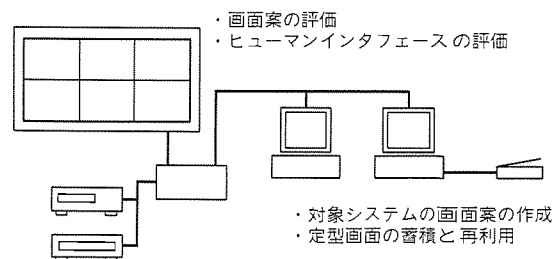 ・画面案の評価
・ヒューマンインタフェースの評価
・対象システムの画面案の作成
・定型画面の蓄積と再利用